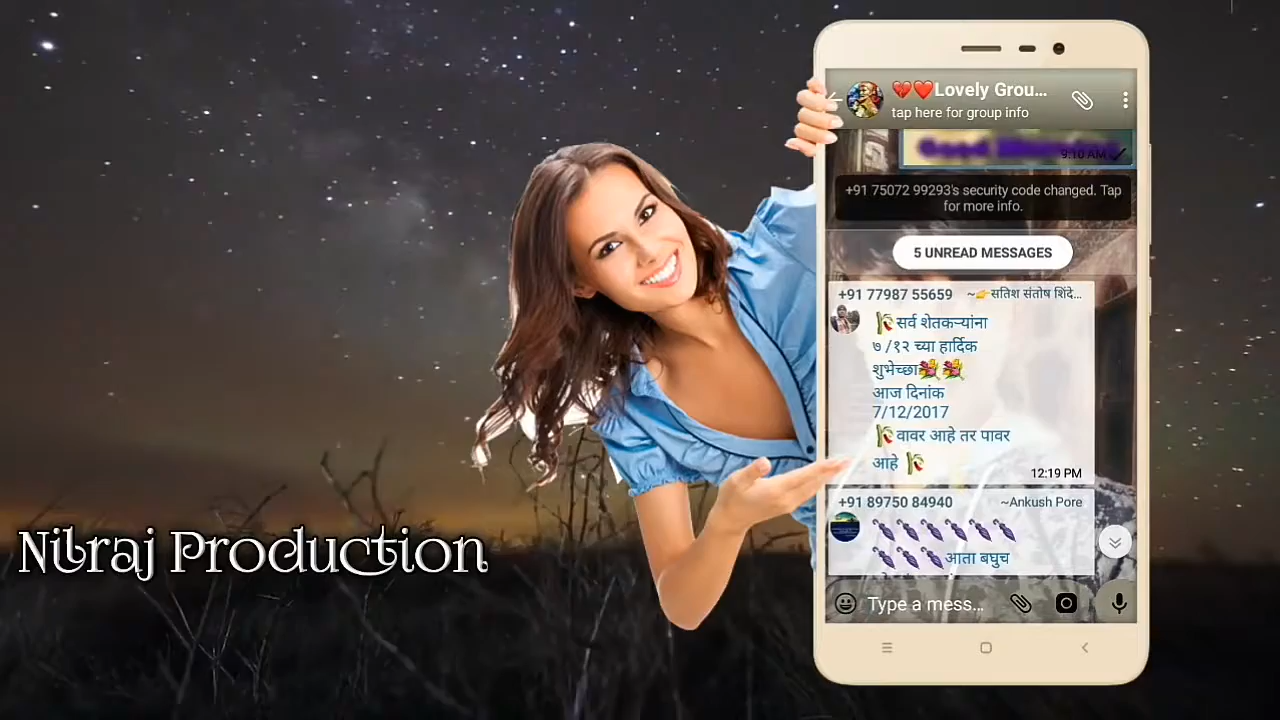 💔❤️Lovely Grou...
tap here for group info
9:10 AM
+91 75072 99293's security code changed. Tap
for more info.
5 UNREAD MESSAGES
+91 77987 55659 ~👉सतिश संतोष शिंदे...
सर्व शेतकऱ्यांना
७ /१२ च्या हार्दिक
शुभेच्छा💐💐
आज दिनांक
7/12/2017
वावर आहे तर पावर
आहे
12:19 PM
+91 89750 84940 ~Ankush Pore
🌂🌂🌂🌂🌂🌂
🌂🌂🌂आता बघुच
Type a mess...
Nitraj Production